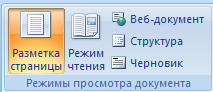 Разметка страницы
Режим чтения
Веб-документ
Структура
Черновик
Режимы просмотра документа